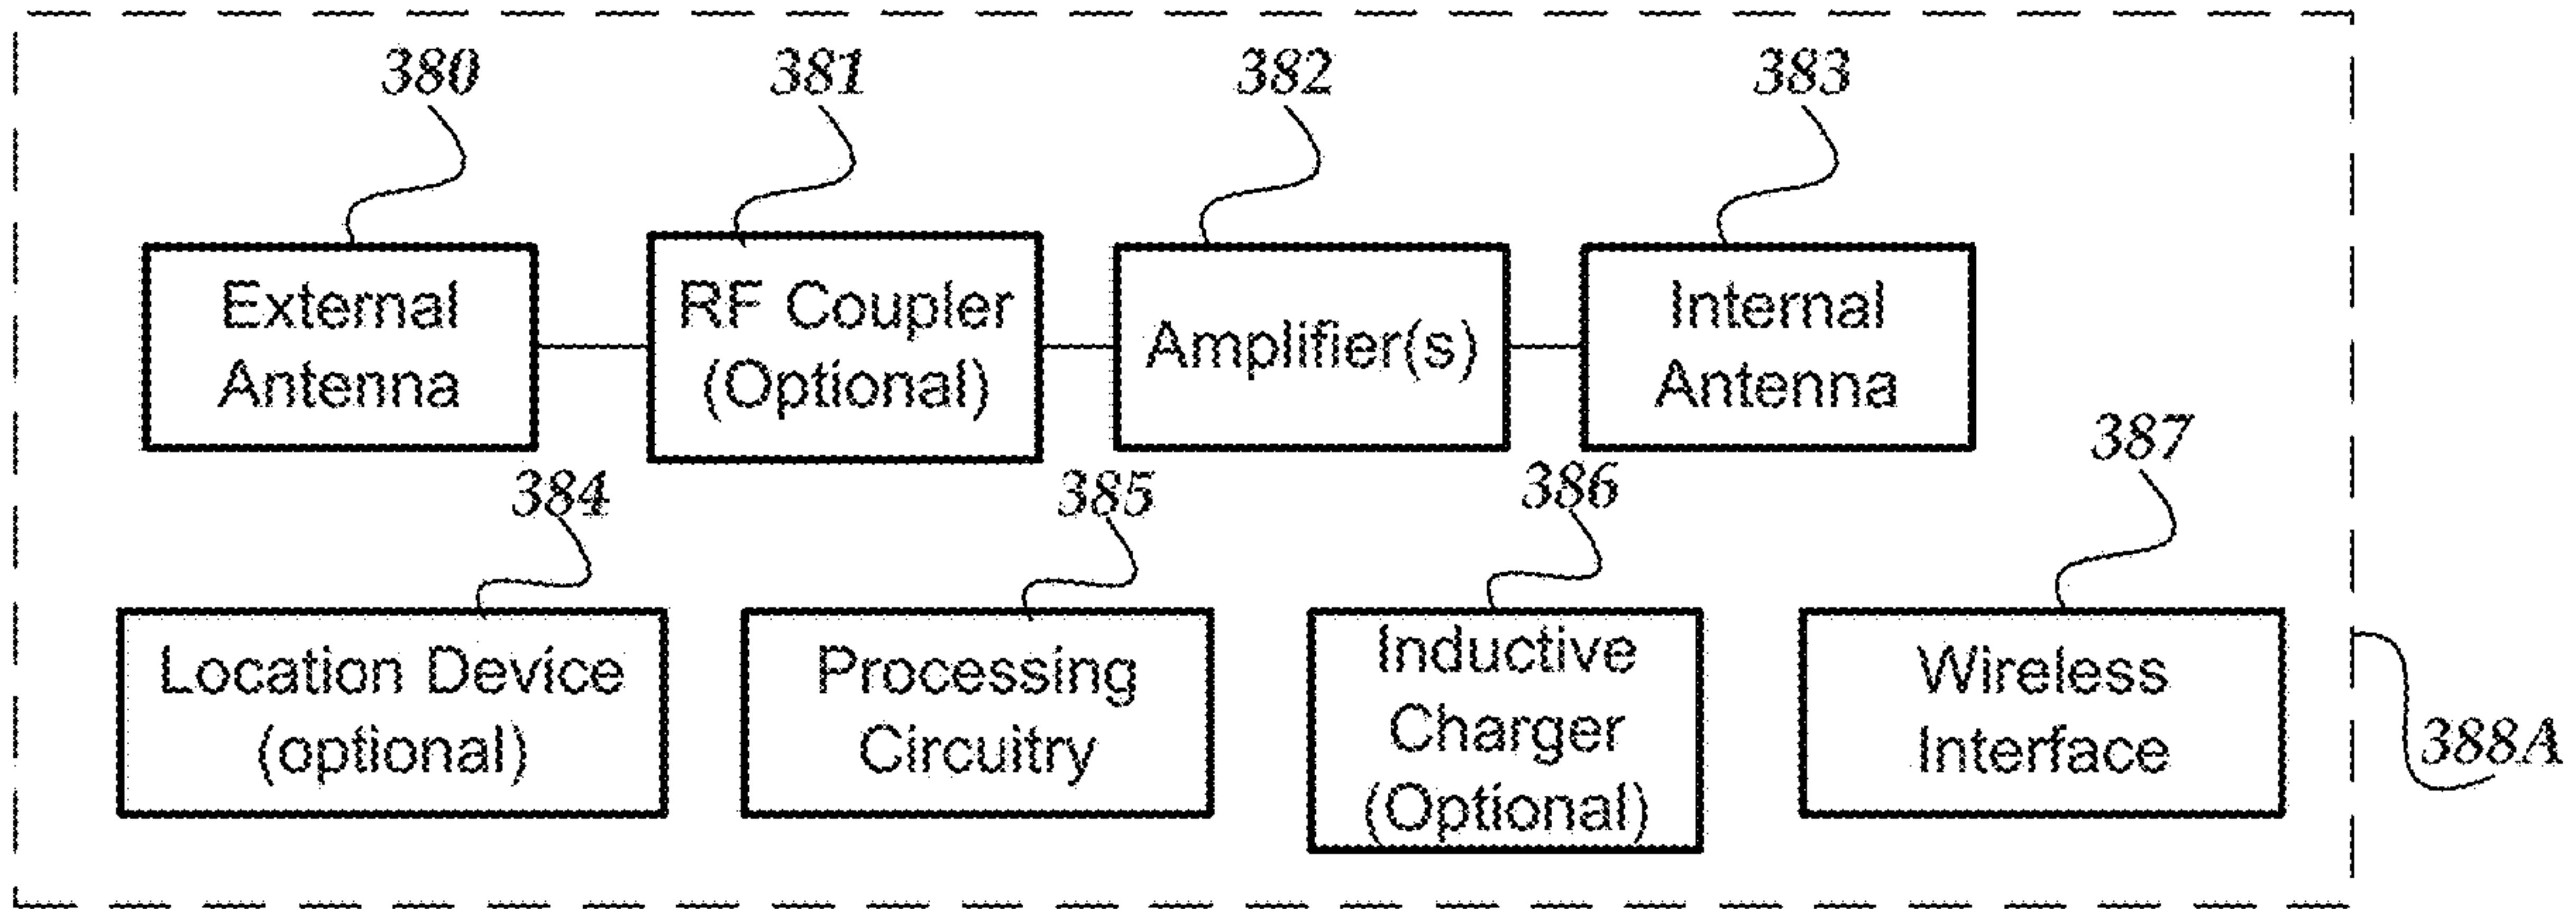 380
381
382
383
External
Antenna
RF Coupler
(Optional)
Amplifier(s)
Internal
Antenna
384
385
386
387
Location Device
(optional)
Processing
Circuitry
Inductive
Charger
(Optional)
Wireless
Interface
388A